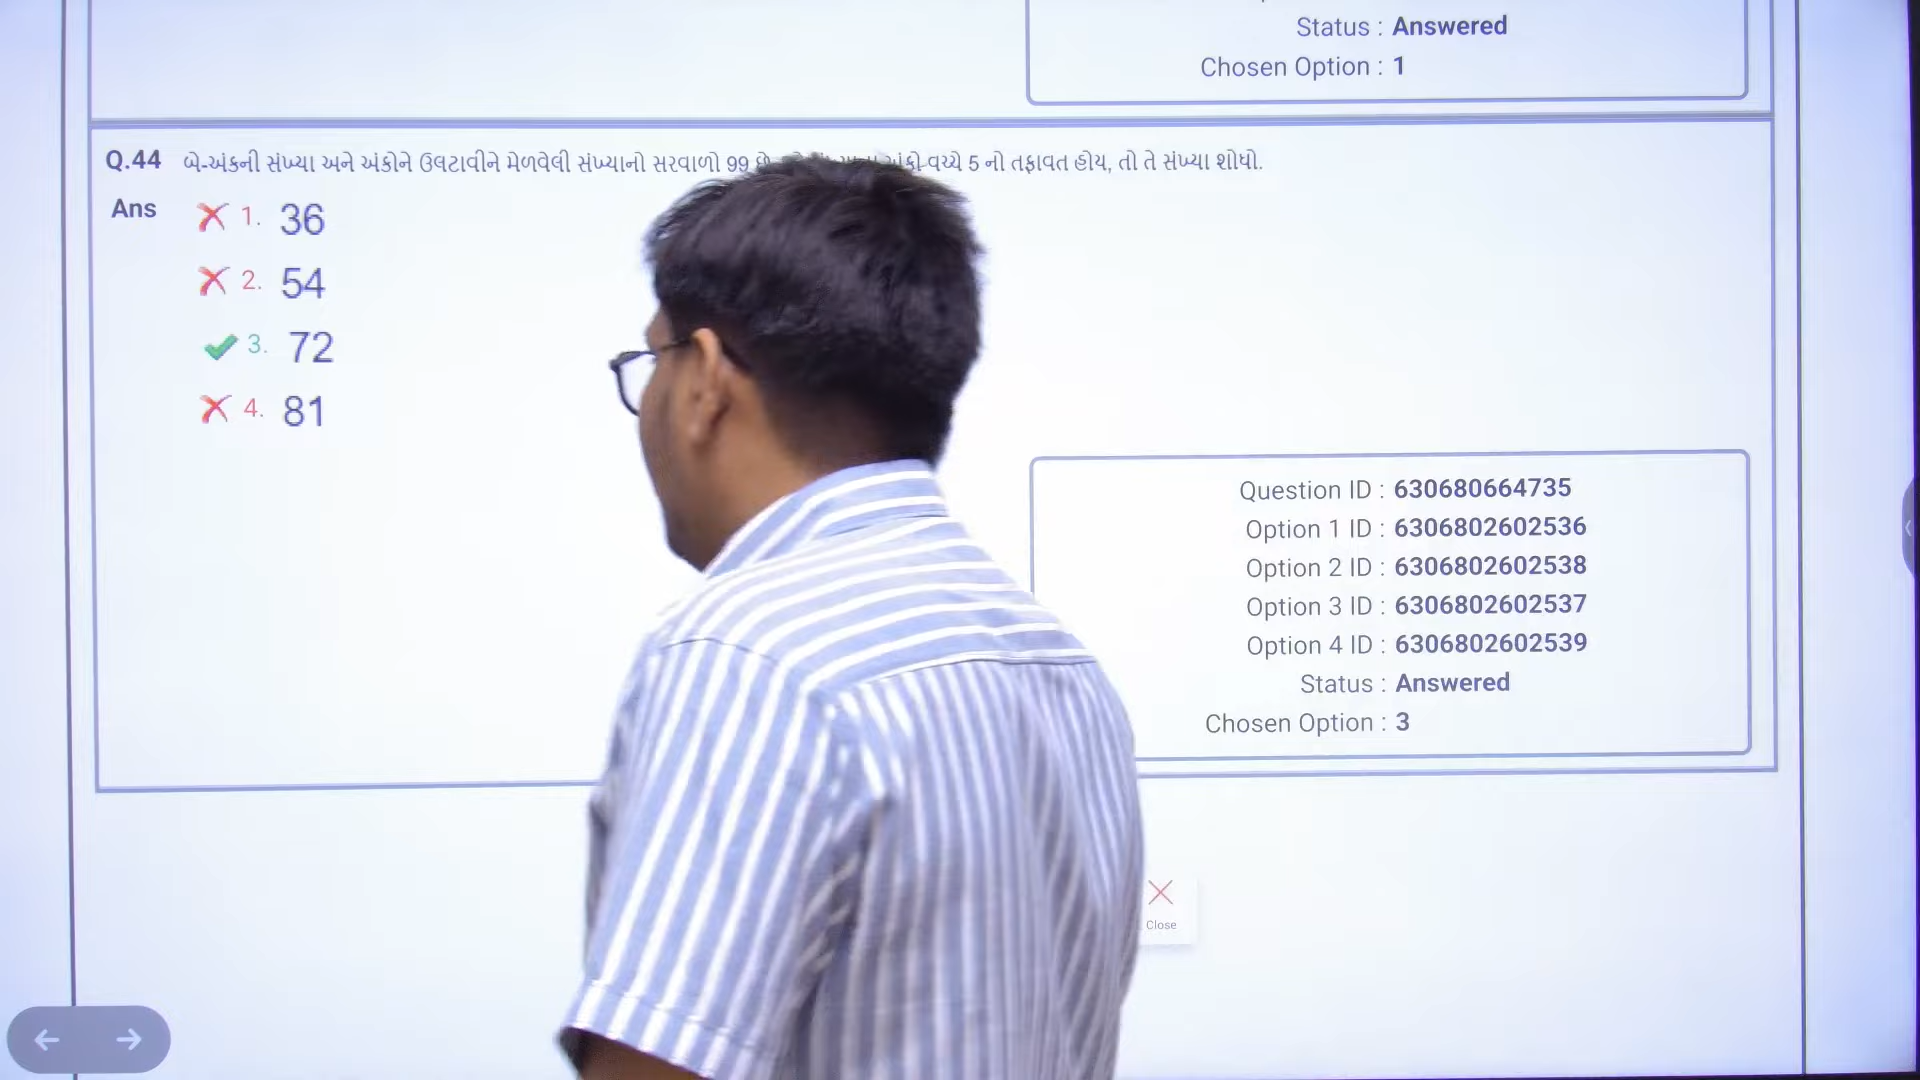 Status : Answered
Chosen Option : 1
Q.44 બે-અંકની સંખ્યા અને અંકોને ઉલટાવીને મેળવેલી સંખ્યાનો સરવાળો 99 વચ્ચે 5 નો તફાવત હોય, તો તે સંખ્યા શોધો.
Ans
1. 36
2. 54
3. 72
4. 81
Question ID : 630680664735
Option 1 ID : 6306802602536
Option 2 ID : 6306802602538
Option 3 ID : 6306802602537
Option 4 ID : 6306802602539
Status : Answered
Chosen Option : 3
Close